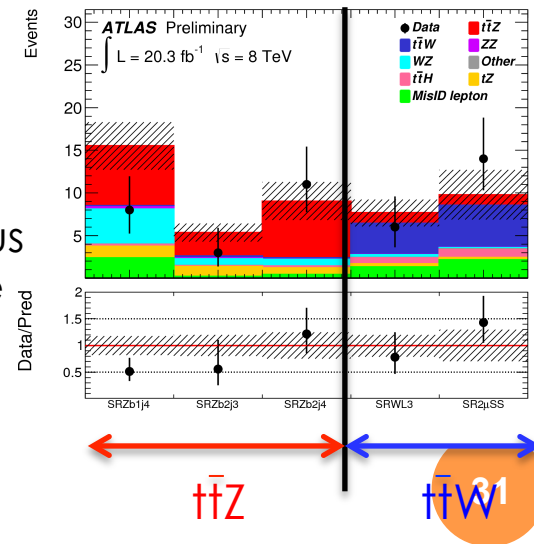 Events
30
25
20
15
10
5
ATLAS Preliminary
∫ L = 20.3 fb⁻¹ √s = 8 TeV
Data
tt̄Z
tt̄W
ZZ
WZ
Other
tt̄H
tZ
MisID lepton
US
e
Data/Pred
2
1.5
1
0.5
SRZb1j4
SRZb2j3
SRZb2j4
SRWL3
SR2μSS
tt̄Z
tt̄W
31